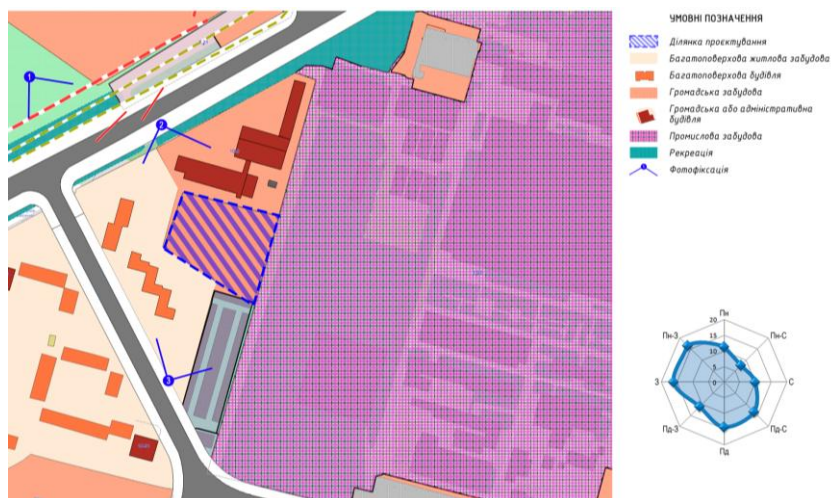 УМОВНІ ПОЗНАЧЕННЯ
Ділянка проєктування
Багатоповерхова житлова забудова
Багатоповерхова будівля
Громадська забудова
Громадська або адміністративна
будівля
Промислова забудова
Рекреація
Фотофіксація
1
2
3
Пн
20
15
10
5
0
Пн-З
Пн-С
З
С
Пд-З
Пд-С
Пд